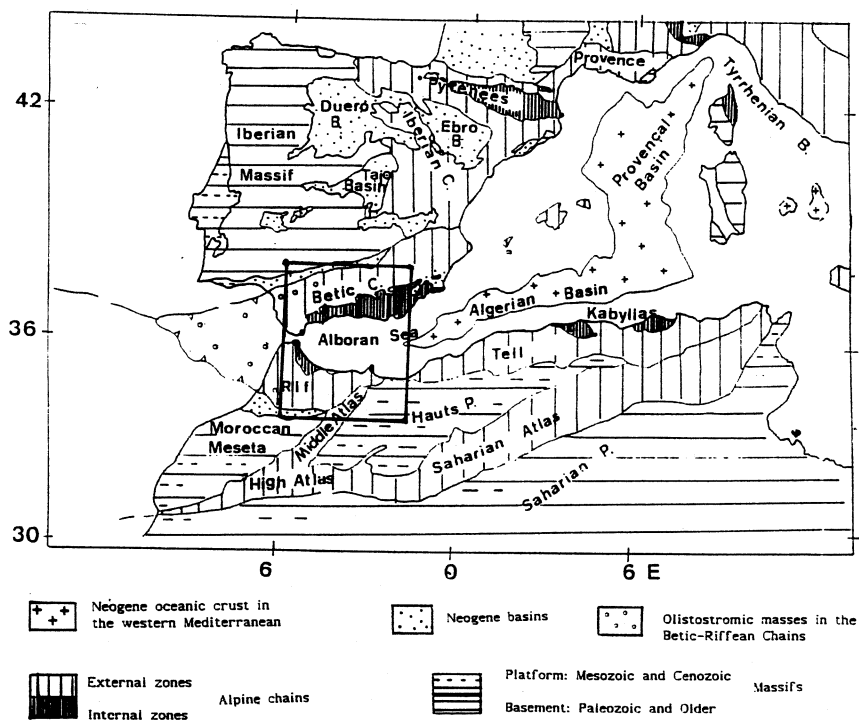 Provence
Tyrrhenian B.
42
Pyrenees
Duero
B.
Iberian C.
Ebro
B.
Iberian
Provençal
Basin
Massif
Tajo
Basin
Betic C.
Algerian Basin
Kabylias
36
Alboran Sea
Tell
Rif
Hauts P.
Moroccan
Meseta
Middle Atlas
Saharian Atlas
High Atlas
Saharian P.
30
6 0 6 E
Neogene oceanic crust in
the western Mediterranean
Neogene basins
Olistostromic masses in the
Betic-Riffean Chains
External zones
Internal zones
Alpine chains
Platform: Mesozoic and Cenozoic
Basement: Paleozoic and Older
Massifs